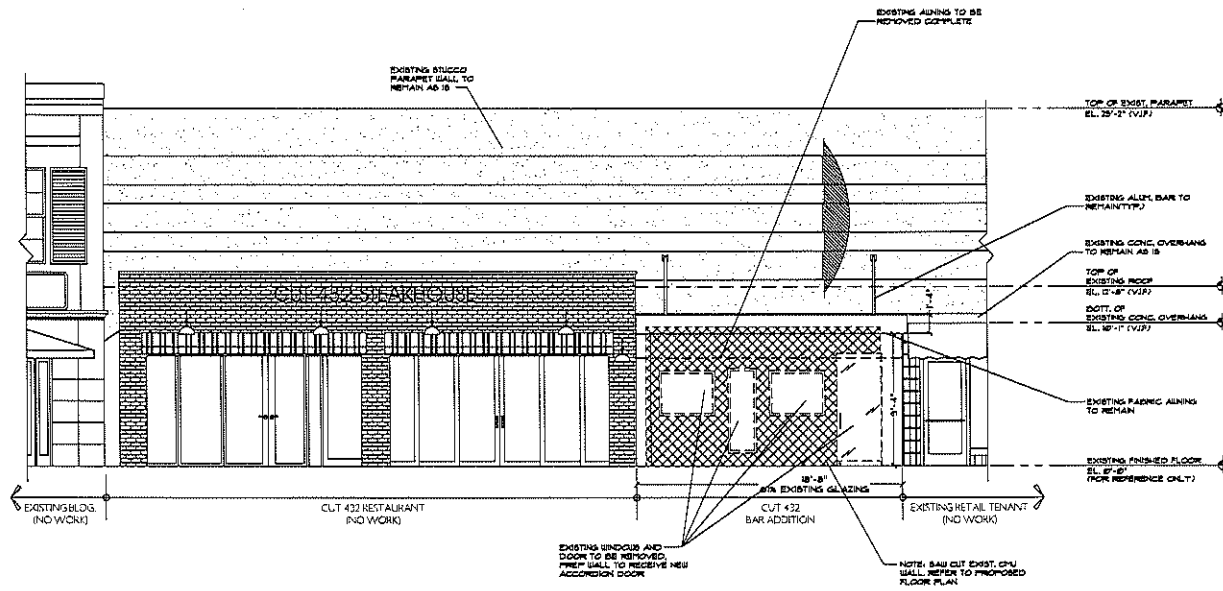 EXISTING AWNING TO BE
REMOVED COMPLETE
EXISTING STUCCO
PARAPET WALL TO
REMAIN AS IS
TOP OF EXIST. PARAPET
EL. 25'-2" (V.I.F.)
EXISTING ALUM. BAR TO
REMAIN(TYP.)
EXISTING CONC. OVERHANG
TO REMAIN AS IS
TOP OF
EXISTING ROOF
(V.I.F.)
BOTT. OF
EXISTING CONC. OVERHANG
EL. 10'-1" (V.I.F.)
CUT 432 STEAKHOUSE
EXISTING FABRIC AWNING
TO REMAIN
9'-4"
EXISTING FINISHED FLOOR
EL. 0'-0"
(FOR REFERENCE ONLY)
18'-8"
EXISTING GLAZING
EXISTING BLDG.
(NO WORK)
CUT 432 RESTAURANT
(NO WORK)
CUT 432
BAR ADDITION
EXISTING RETAIL TENANT
(NO WORK)
EXISTING WINDOWS AND
DOOR TO BE REMOVED,
PREP WALL TO RECEIVE NEW
ACCORDION DOOR
NOTE: SAW CUT EXIST. CMU
WALL. REFER TO PROPOSED
FLOOR PLAN